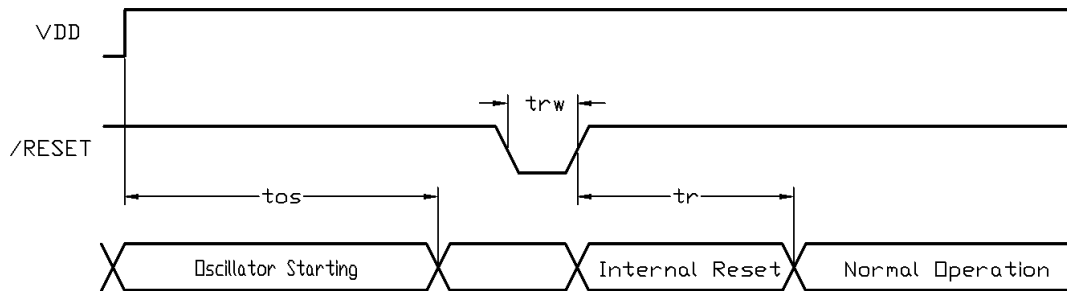 VDD
trw
/RESET
tos
tr
Oscillator Starting
Internal Reset
Normal Operation